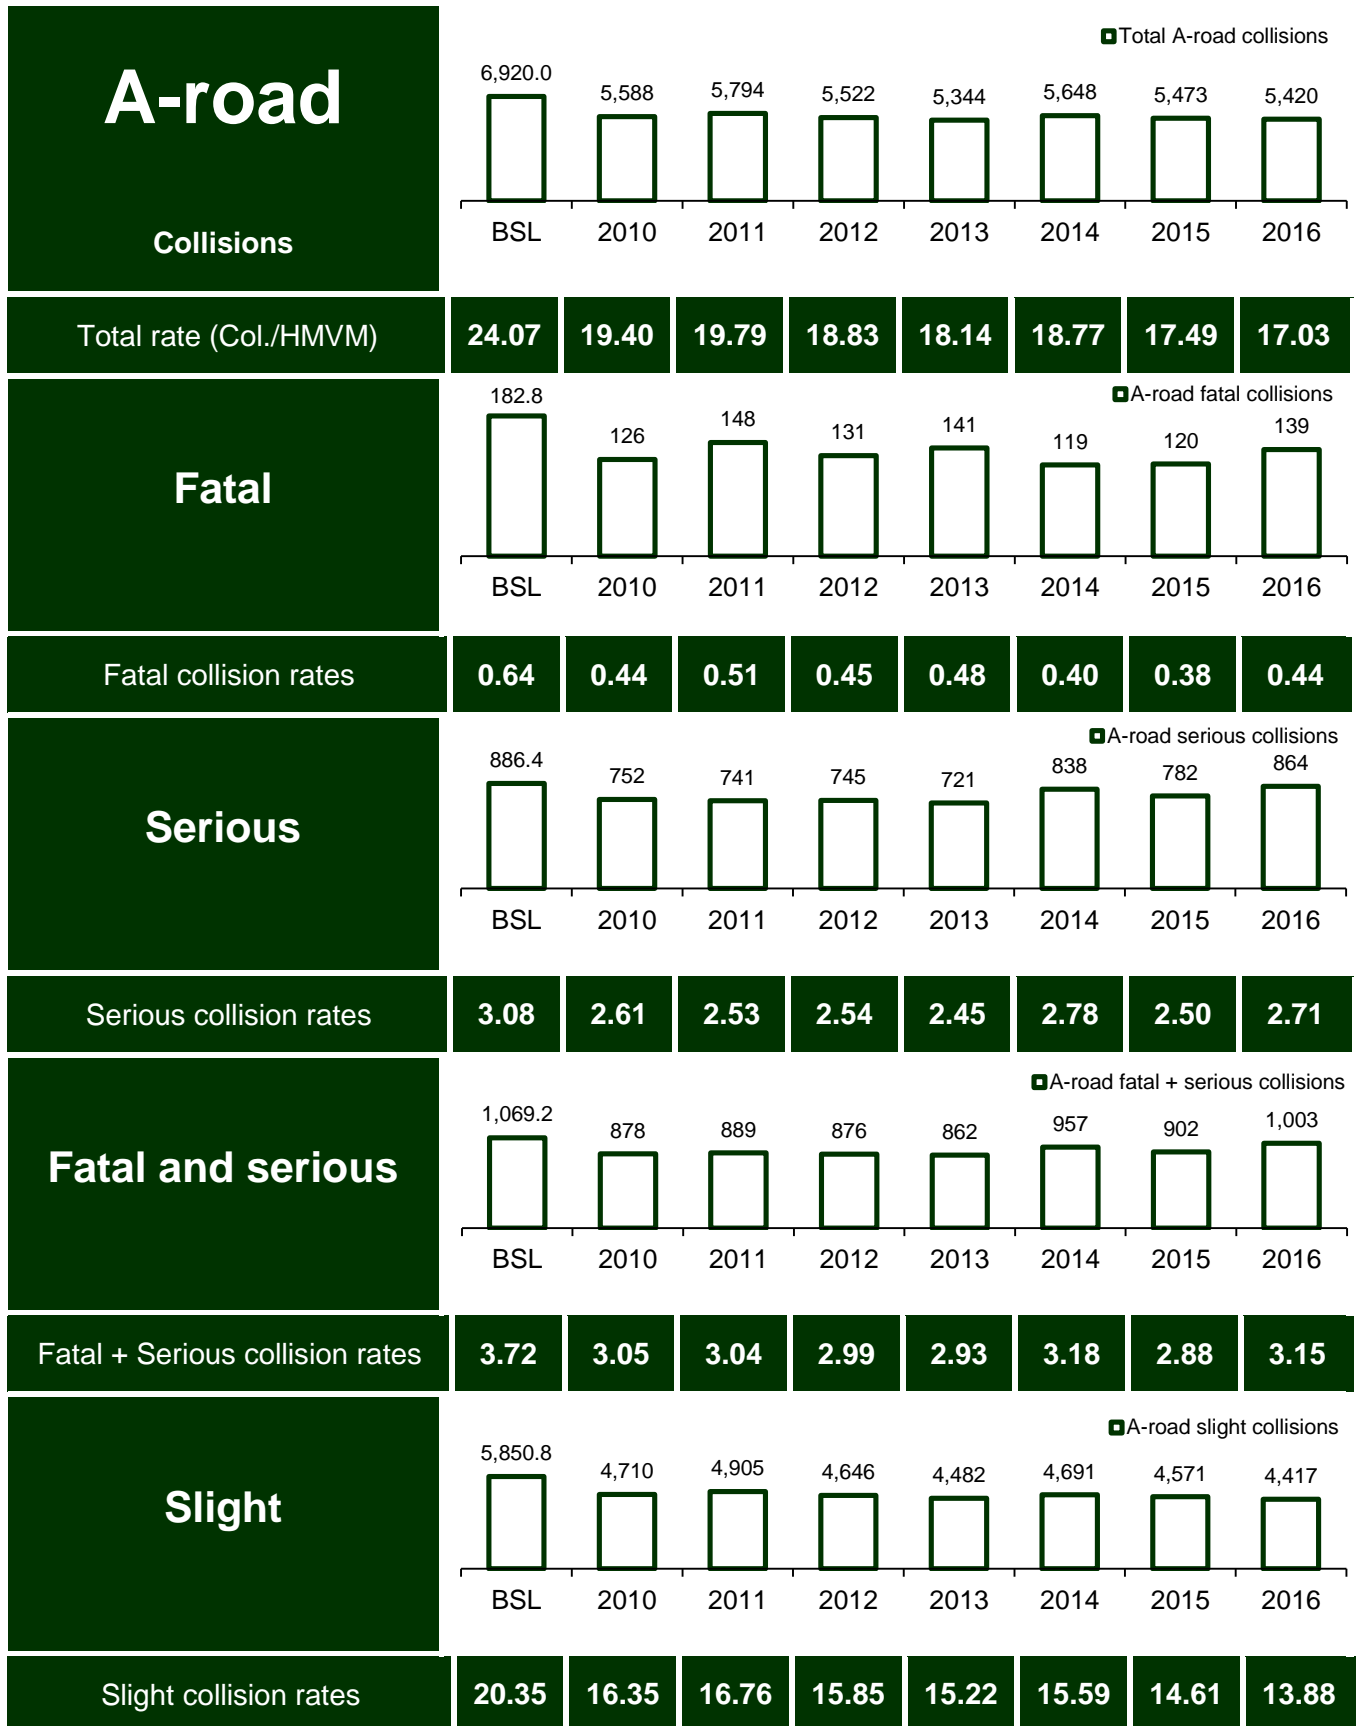 A-road
Collisions
Total A-road collisions
6,920.0 5,588 5,794 5,522 5,344 5,648 5,473 5,420
BSL 2010 2011 2012 2013 2014 2015 2016
Total rate (Col./HMVM) 24.07 19.40 19.79 18.83 18.14 18.77 17.49 17.03
Fatal
A-road fatal collisions
182.8 126 148 131 141 119 120 139
BSL 2010 2011 2012 2013 2014 2015 2016
Fatal collision rates 0.64 0.44 0.51 0.45 0.48 0.40 0.38 0.44
Serious
A-road serious collisions
886.4 752 741 745 721 838 782 864
BSL 2010 2011 2012 2013 2014 2015 2016
Serious collision rates 3.08 2.61 2.53 2.54 2.45 2.78 2.50 2.71
Fatal and serious
A-road fatal + serious collisions
1,069.2 878 889 876 862 957 902 1,003
BSL 2010 2011 2012 2013 2014 2015 2016
Fatal + Serious collision rates 3.72 3.05 3.04 2.99 2.93 3.18 2.88 3.15
Slight
A-road slight collisions
5,850.8 4,710 4,905 4,646 4,482 4,691 4,571 4,417
BSL 2010 2011 2012 2013 2014 2015 2016
Slight collision rates 20.35 16.35 16.76 15.85 15.22 15.59 14.61 13.88